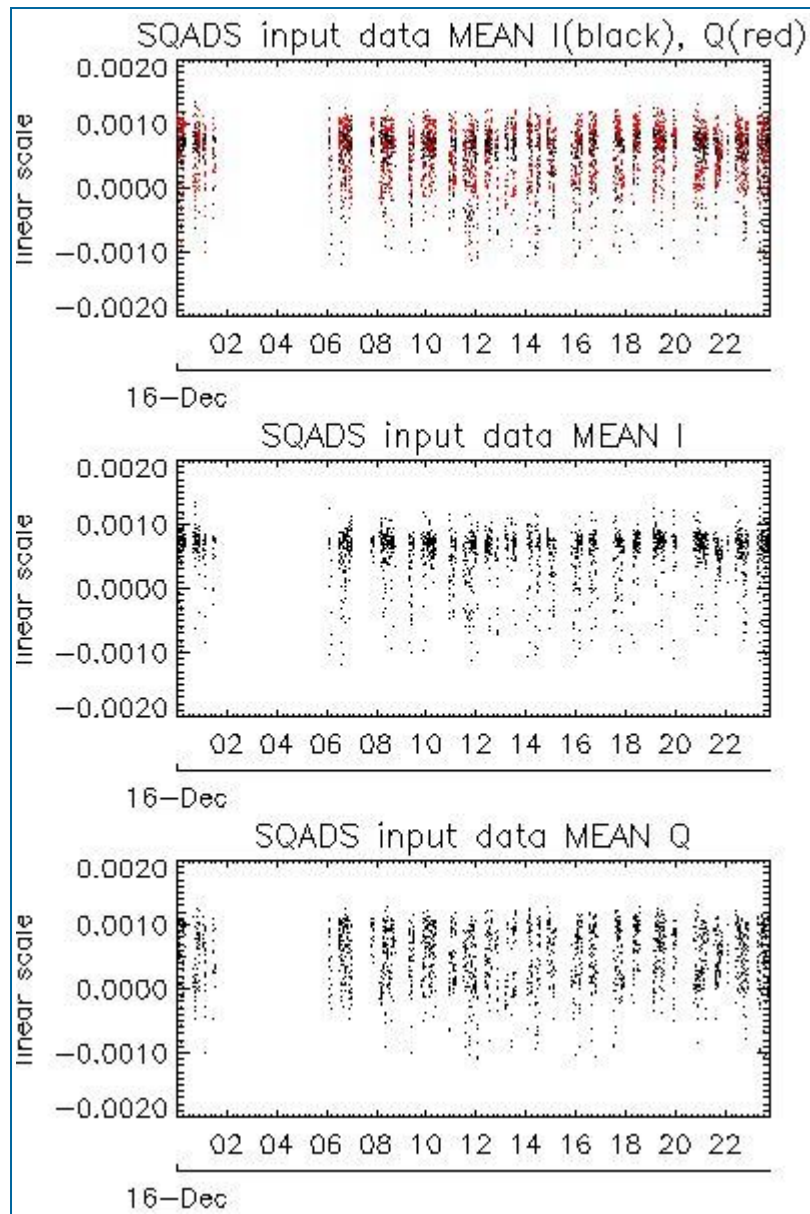 SQADS input data MEAN I(black), Q(red)
0.0020
0.0010
0.0000
−0.0010
−0.0020
linear scale
02 04 06 08 10 12 14 16 18 20 22
16−Dec
SQADS input data MEAN I
0.0020
0.0010
0.0000
−0.0010
−0.0020
linear scale
02 04 06 08 10 12 14 16 18 20 22
16−Dec
SQADS input data MEAN Q
0.0020
0.0010
0.0000
−0.0010
−0.0020
linear scale
02 04 06 08 10 12 14 16 18 20 22
16−Dec